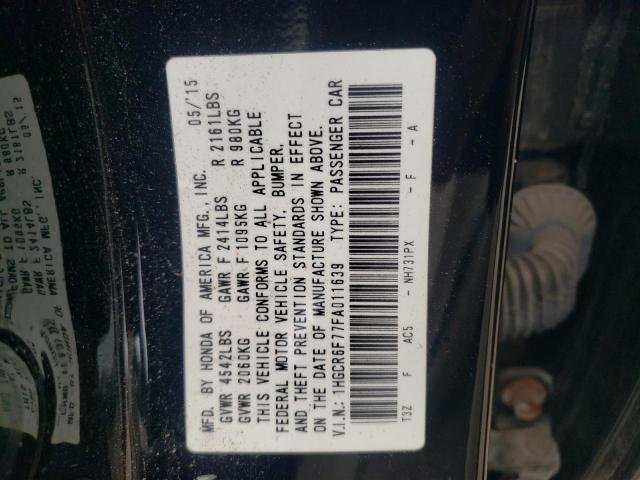 MFD. BY HONDA OF AMERICA MFG., INC. 05/15
GVWR 4542LBS GAWR F 2414LBS R 2161LBS
GVWR 2061KG GAWR F 1095KG R 980KG
THIS VEHICLE CONFORMS TO ALL APPLICABLE
FEDERAL MOTOR VEHICLE SAFETY, BUMPER,
AND THEFT PREVENTION STANDARDS IN EFFECT
ON THE DATE OF MANUFACTURE SHOWN ABOVE.
V.I.N.: 1HGCR6F77FA011639 TYPE: PASSENGER CAR
T3Z F AC5 - NH731PX - F - A